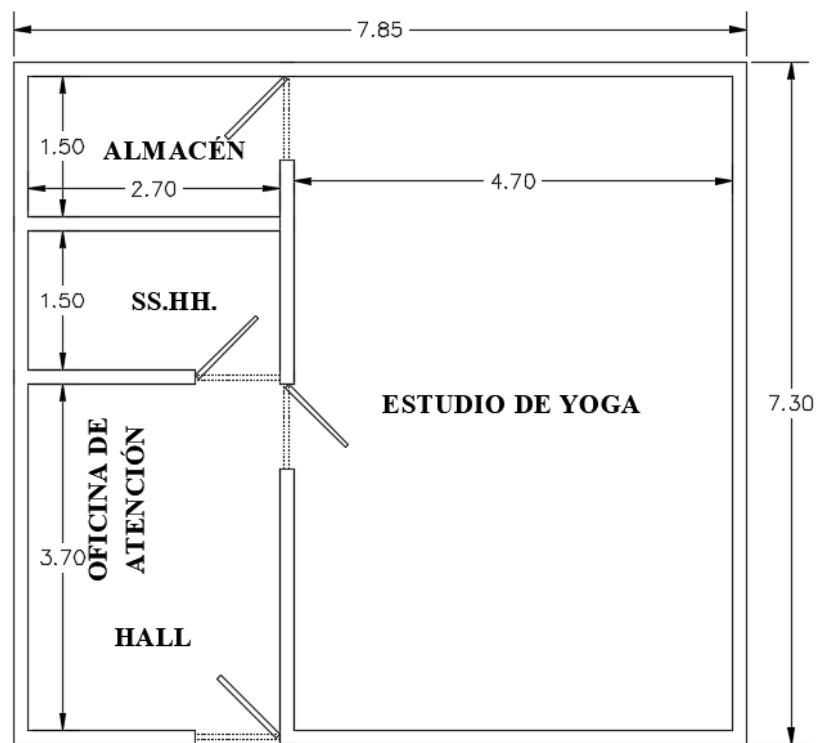 7.85
1.50
ALMACÉN
2.70
4.70
1.50
SS.HH.
ESTUDIO DE YOGA
7.30
OFICINA DE
ATENCIÓN
3.70
HALL